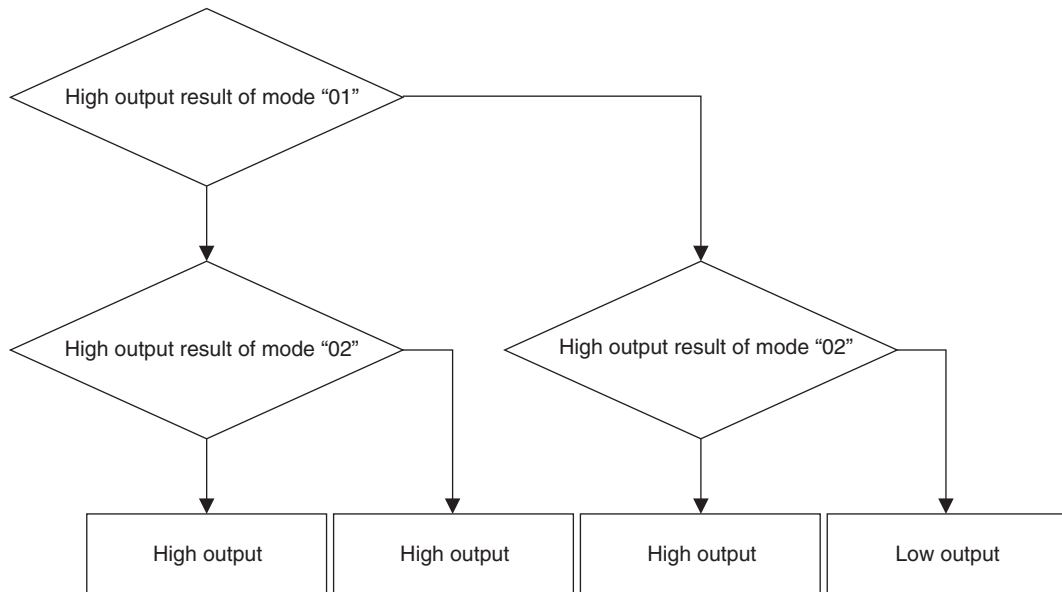 High output result of mode “01”
High output result of mode “02”
High output result of mode “02”
High output
High output
High output
Low output